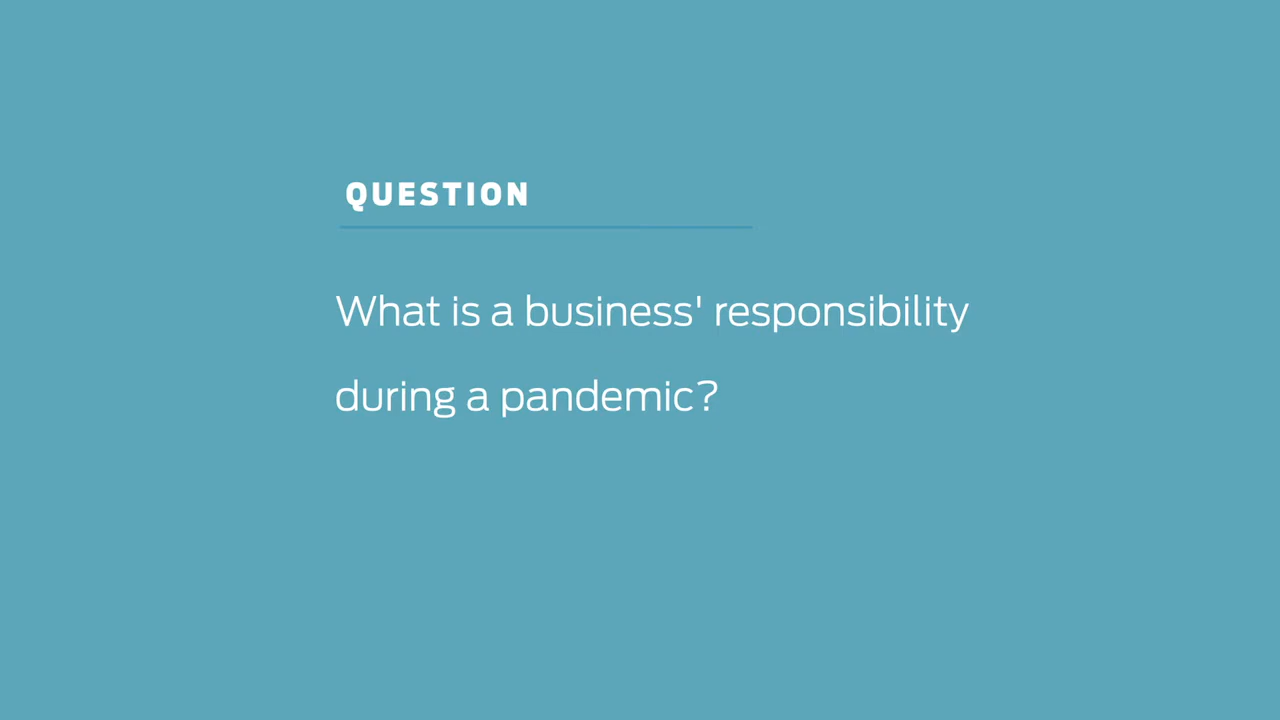 QUESTION
What is a business' responsibility
during a pandemic?